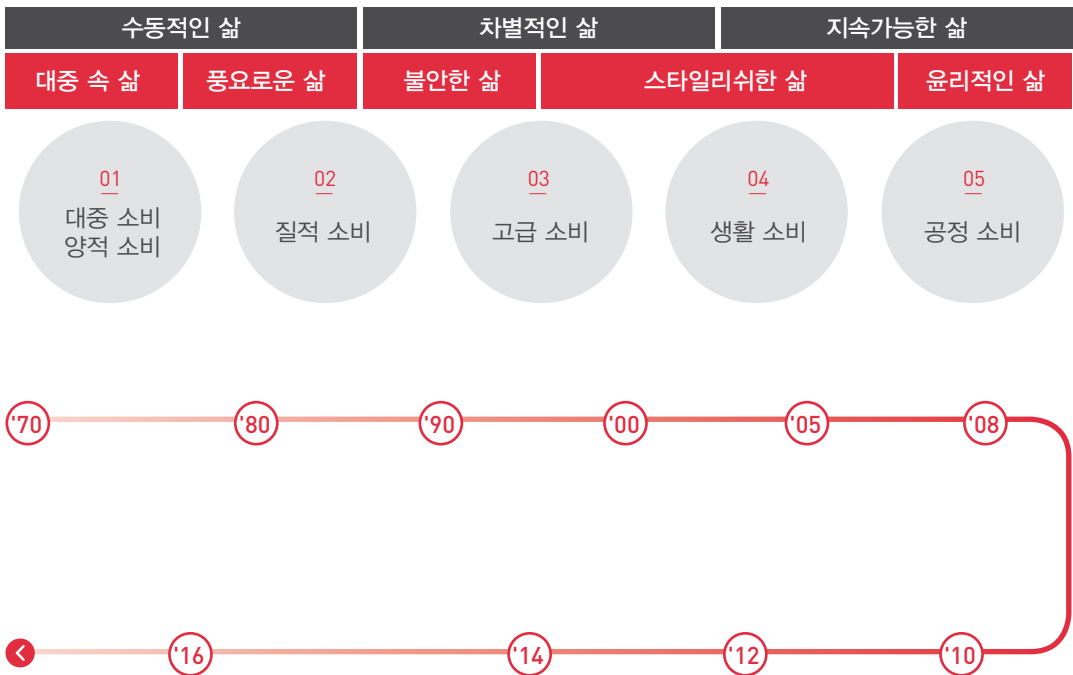 수동적인 삶 차별적인 삶 지속가능한 삶
대중 속 삶 풍요로운 삶 불안한 삶 스타일리쉬한 삶 윤리적인 삶
01
대중 소비
양적 소비
02
질적 소비
03
고급 소비
04
생활 소비
05
공정 소비
'70 '80 '90 '00 '05 '08
'16 '14 '12 '10